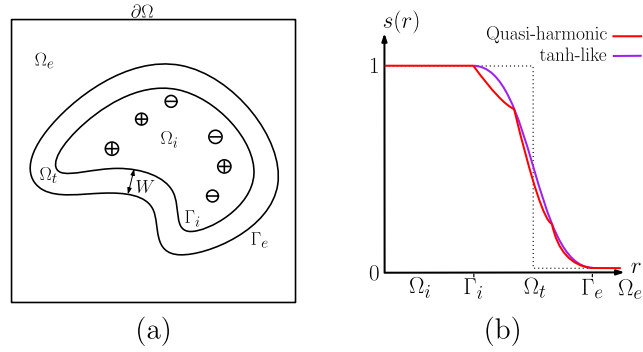 ∂Ω
Ω_e
Ω_i
Ω_t
W
Γ_i
Γ_e
(a)
s(r)
Quasi-harmonic
tanh-like
1
0
r
Ω_i Γ_i Ω_t Γ_e Ω_e
(b)